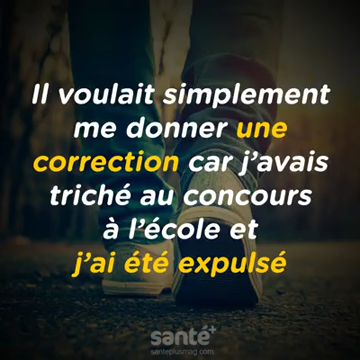 Il voulait simplement
me donner une
correction car j’avais
triché au concours
à l’école et
j’ai été expulsé
santé+
santeplusmag.com